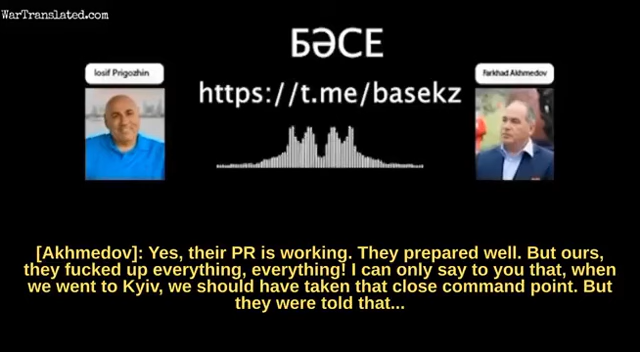 WarTranslated.com
БӘСЕ
Iosif Prigozhin
Farkhad Akhmedov
https://t.me/basekz
[Akhmedov]: Yes, their PR is working. They prepared well. But ours,
they fucked up everything, everything! I can only say to you that, when
we went to Kyiv, we should have taken that close command point. But
they were told that...